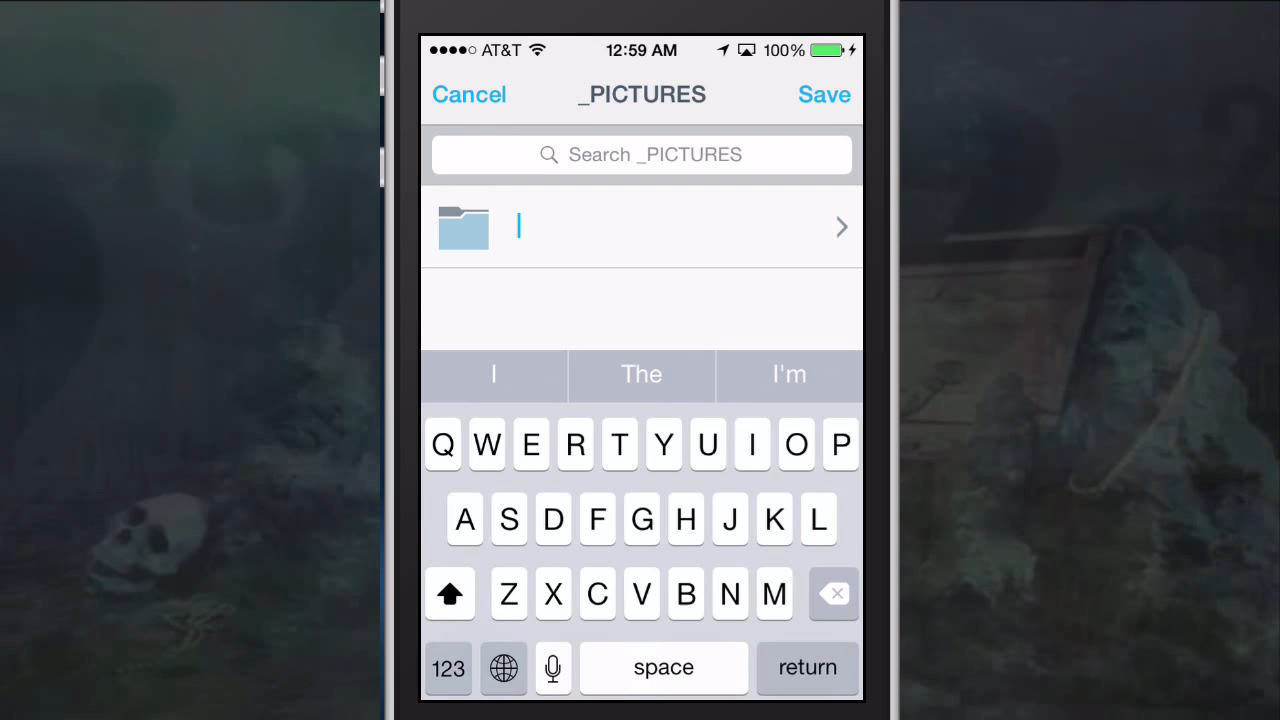 AT&T 12:59 AM 100%
Cancel _PICTURES Save
Search _PICTURES
I The I'm
Q W E R T Y U I O P
A S D F G H J K L
Z X C V B N M
123 space return